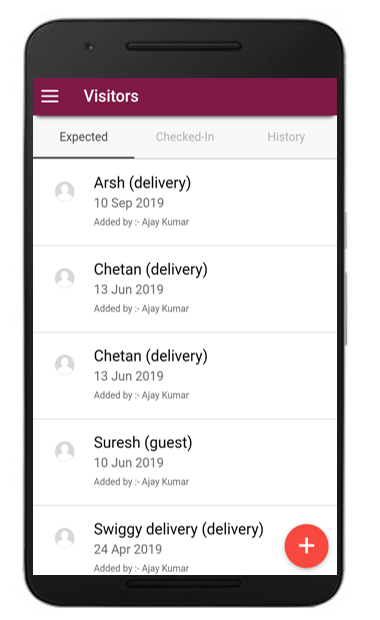 Visitors
Expected Checked-In History
Arsh (delivery)
10 Sep 2019
Added by :- Ajay Kumar
Chetan (delivery)
13 Jun 2019
Added by :- Ajay Kumar
Chetan (delivery)
13 Jun 2019
Added by :- Ajay Kumar
Suresh (guest)
10 Jun 2019
Added by :- Ajay Kumar
Swiggy delivery (delivery)
24 Apr 2019
Added by :- Ajay Kumar